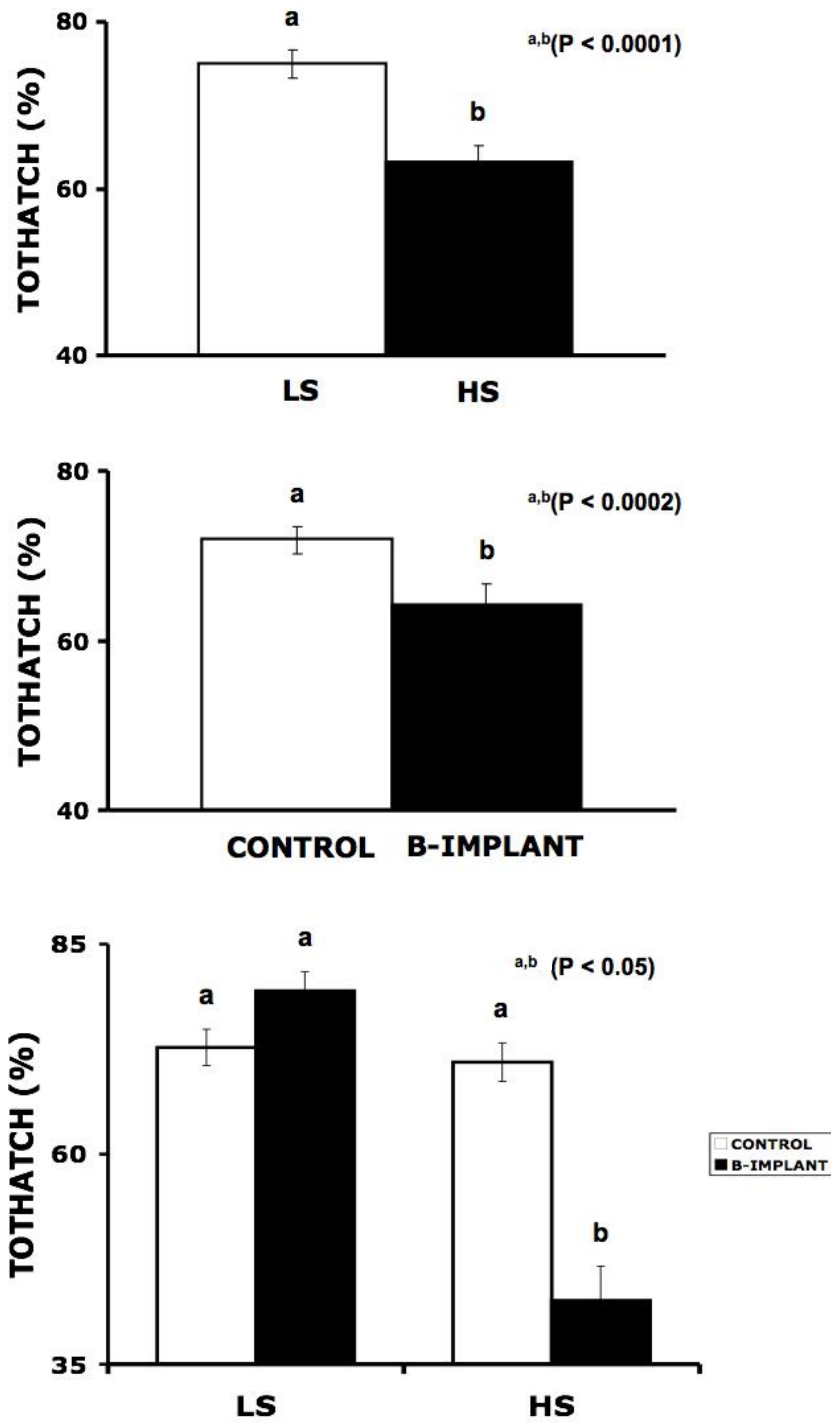 80
a
a,b(P < 0.0001)
b
TOTHATCH (%)
60
40
LS HS
80
a
a,b(P < 0.0002)
b
TOTHATCH (%)
60
40
CONTROL B-IMPLANT
85
a
a,b (P < 0.05)
a
a
TOTHATCH (%)
CONTROL
60
B-IMPLANT
b
35
LS HS